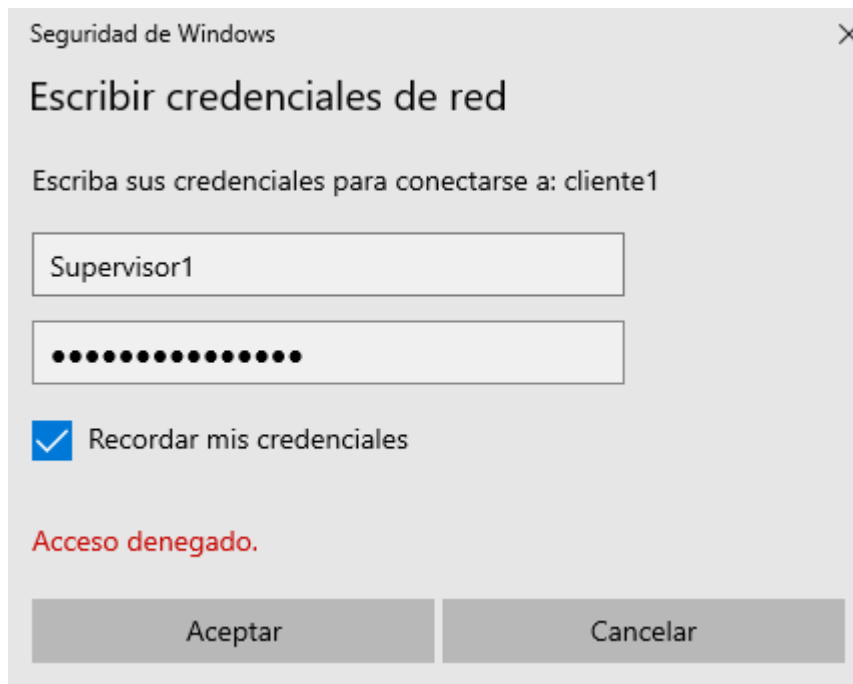 Seguridad de Windows
Escribir credenciales de red
Escriba sus credenciales para conectarse a: cliente1
Supervisor1
●●●●●●●●●●●●●●●
Recordar mis credenciales
Acceso denegado.
Aceptar
Cancelar